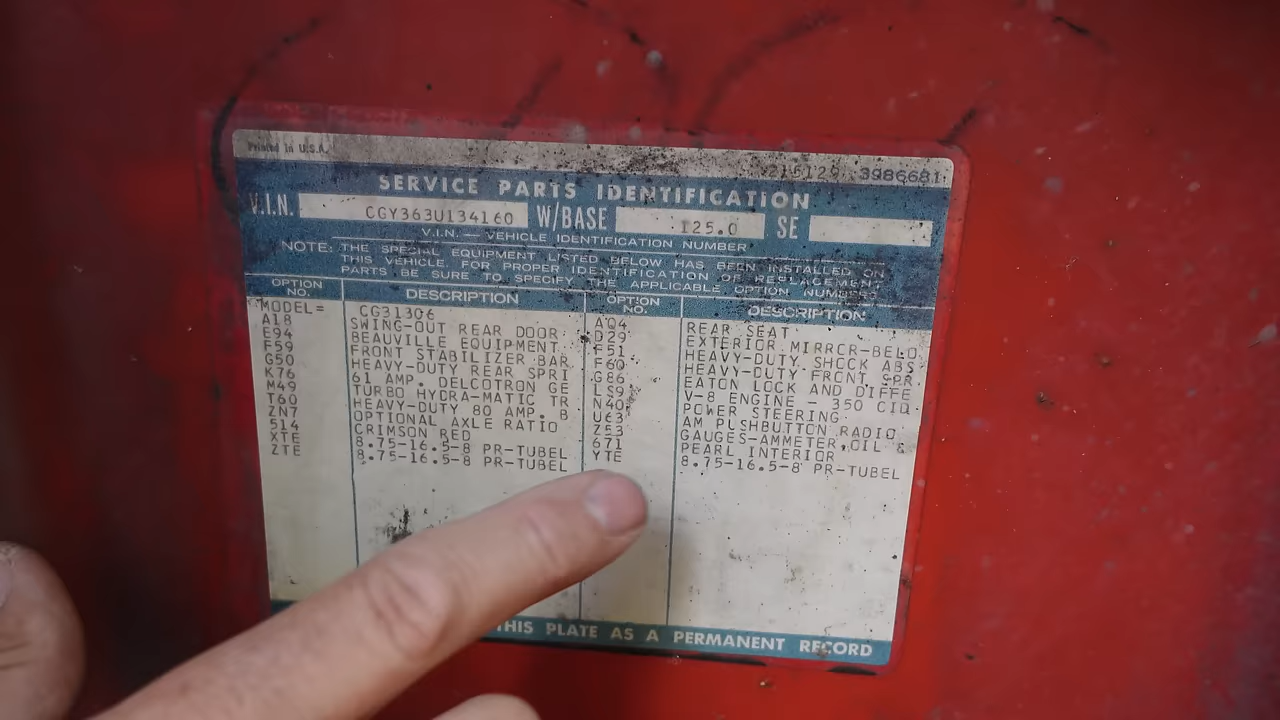 Printed in U.S.A.
215129 3986681
SERVICE PARTS IDENTIFICATION
V.I.N. CGY363U134160 W/BASE 125.0 SE
V.I.N. — VEHICLE IDENTIFICATION NUMBER
NOTE: THE SPECIAL EQUIPMENT LISTED BELOW HAS BEEN INSTALLED ON
THIS VEHICLE. FOR PROPER IDENTIFICATION OF REPLACEMENT
PARTS BE SURE TO SPECIFY THE APPLICABLE OPTION NUMBER
OPTION NO. DESCRIPTION OPTION NO. DESCRIPTION
MODEL= CG31306
A18 SWING-OUT REAR DOOR AQ4 REAR SEAT
E94 BEAUVILLE EQUIPMENT D29 EXTERIOR MIRROR-BELO
F59 FRONT STABILIZER BAR F51 HEAVY-DUTY SHOCK ABS
G50 HEAVY-DUTY REAR SPRI F60 HEAVY-DUTY FRONT SPR
K76 61 AMP. DELCOTRON GE G86 EATON LOCK AND DIFFE
M49 TURBO HYDRA-MATIC TR LS9 V-8 ENGINE - 350 CID
T60 HEAVY-DUTY 80 AMP. B N40 POWER STEERING
ZN7 OPTIONAL AXLE RATIO U63 AM PUSHBUTTON RADIO
514 CRIMSON RED Z53 GAUGES-AMMETER,OIL &
XTE 8.75-16.5-8 PR-TUBEL 671 PEARL INTERIOR
ZTE 8.75-16.5-8 PR-TUBEL YTE 8.75-16.5-8 PR-TUBEL
THIS PLATE AS A PERMANENT RECORD